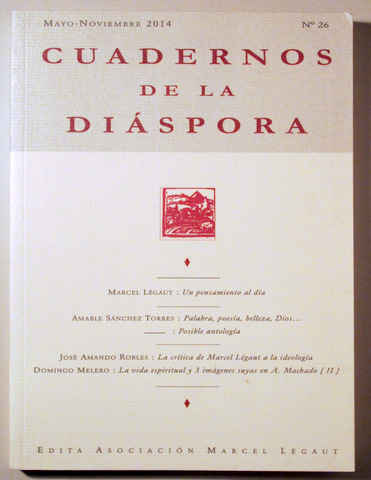 MAYO-NOVIEMBRE 2014 Nº 26
CUADERNOS
DE LA
DIÁSPORA
MARCEL LÉGAUT : Un pensamiento al día
AMABLE SÁNCHEZ TORRES : Palabra, poesía, belleza, Dios...
——— : Posible antología
JOSÉ AMANDO ROBLES : La crítica de Marcel Légaut a la ideología
DOMINGO MELERO : La vida espiritual y 3 imágenes suyas en A. Machado [ II ]
EDITA ASOCIACIÓN MARCEL LÉGAUT